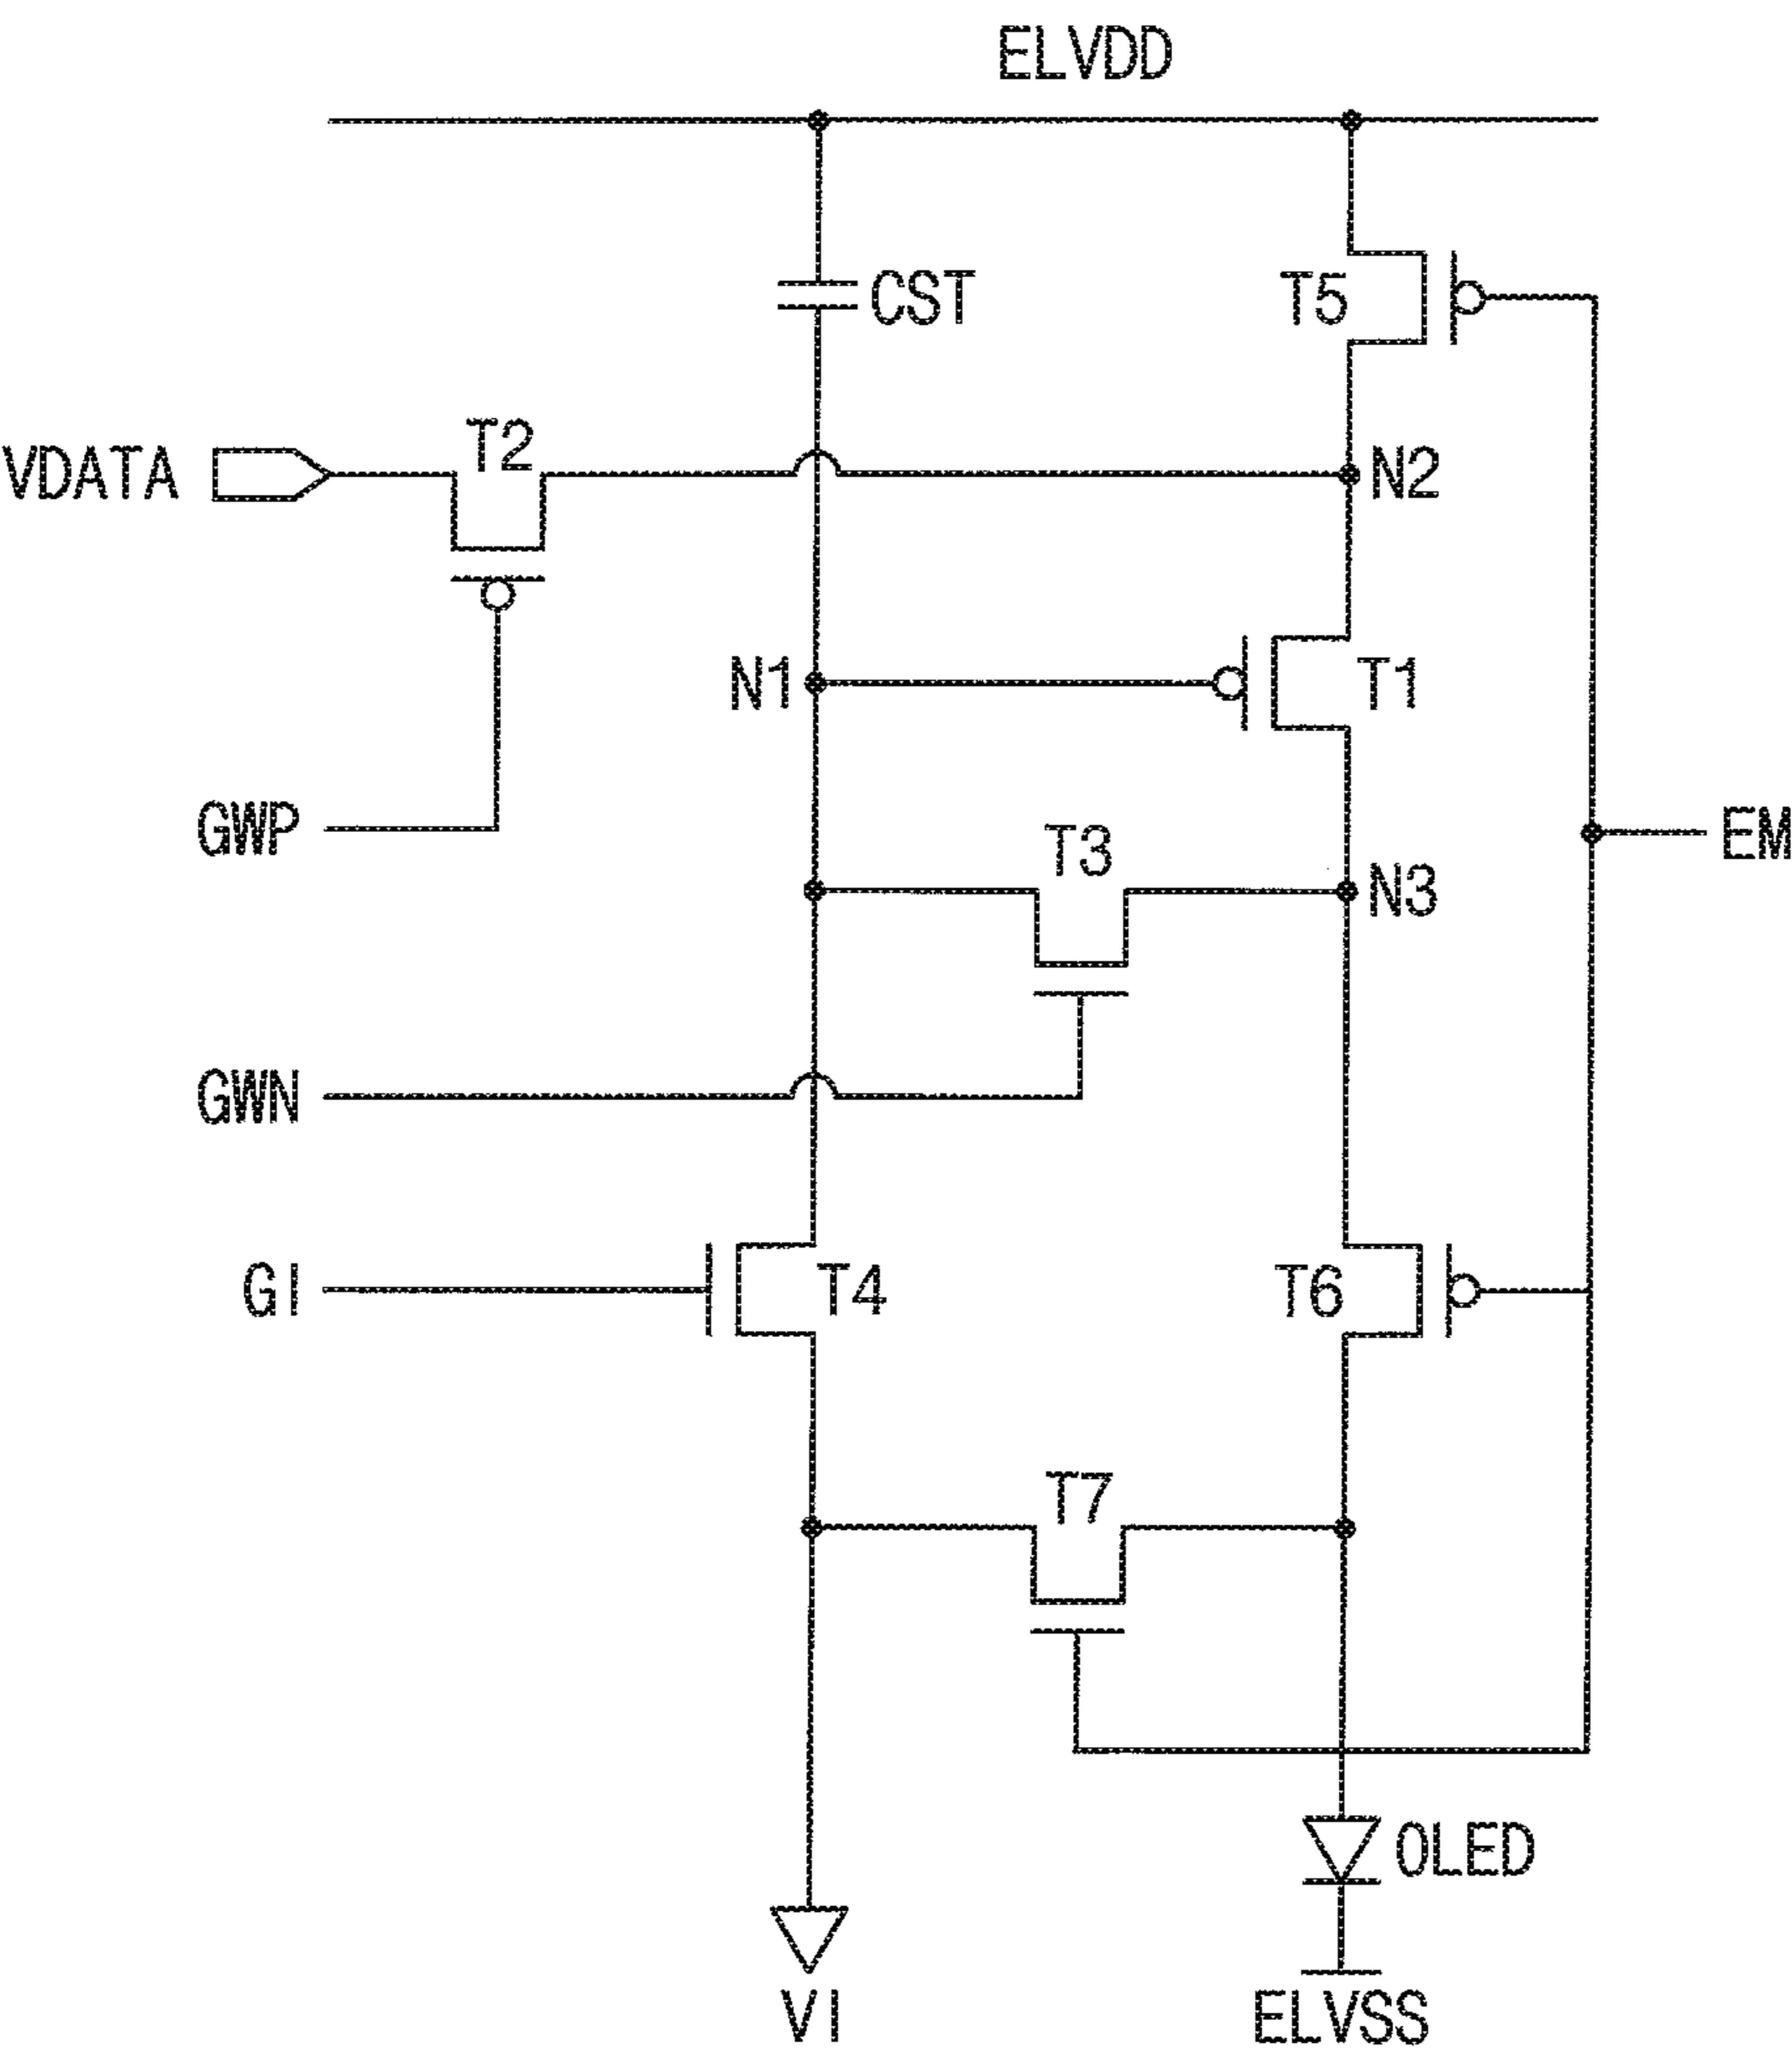 ELVDD
CST
T5
T2
VDATA
N2
N1
T1
GWP
T3
EM
N3
GWN
GI
T4
T6
T7
OLED
VI
ELVSS